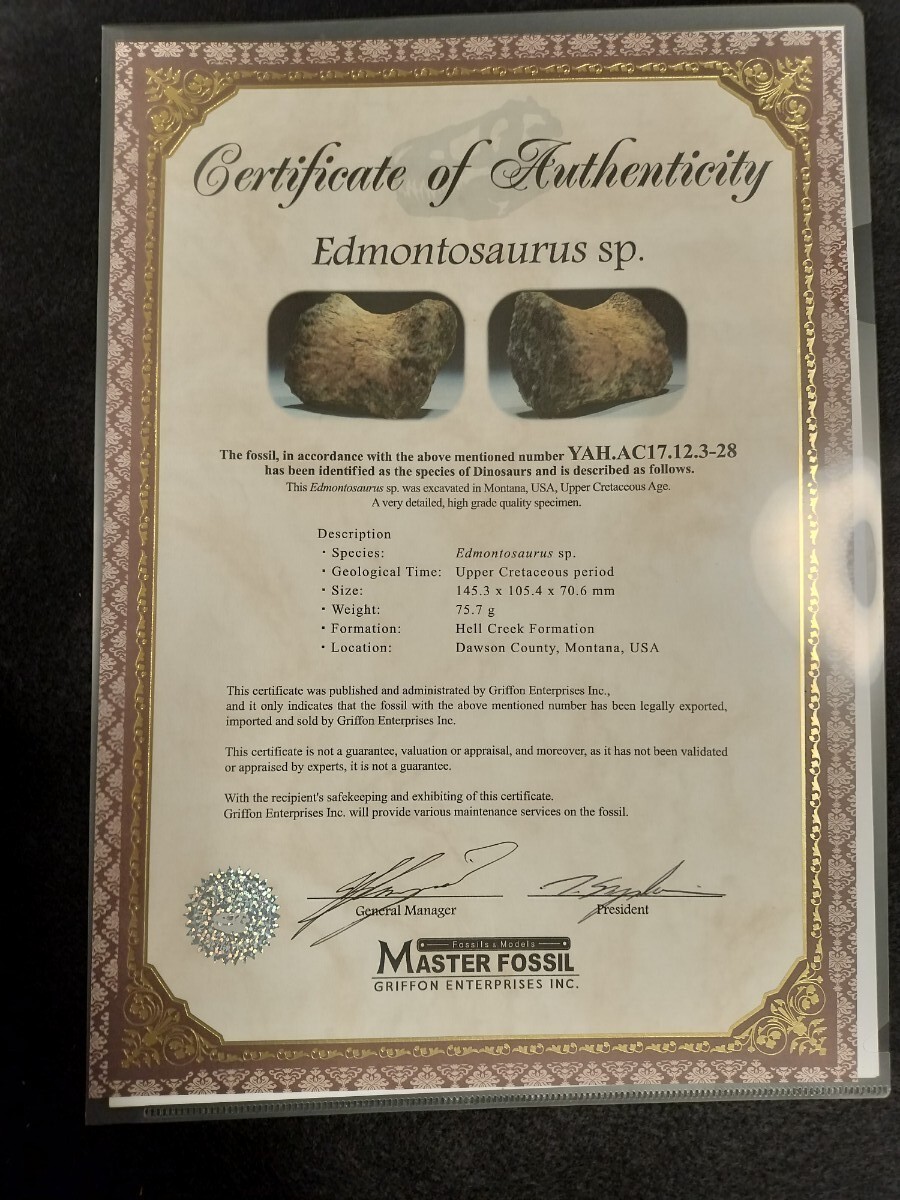 Certificate of Authenticity
Edmontosaurus sp.
The fossil, in accordance with the above mentioned number YAH.AC17.12.3-28
has been identified as the species of Dinosaurs and is described as follows.
This Edmontosaurus sp. was excavated in Montana, USA, Upper Cretaceous Age.
A very detailed, high grade quality specimen.
Description
・Species: Edmontosaurus sp.
・Geological Time: Upper Cretaceous period
・Size: 145.3 x 105.4 x 70.6 mm
・Weight: 75.7 g
・Formation: Hell Creek Formation
・Location: Dawson County, Montana, USA
This certificate was published and administrated by Griffon Enterprises Inc.,
and it only indicates that the fossil with the above mentioned number has been legally exported,
imported and sold by Griffon Enterprises Inc.
This certificate is not a guarantee, valuation or appraisal, and moreover, as it has not been validated
or appraised by experts, it is not a guarantee.
With the recipient's safekeeping and exhibiting of this certificate.
Griffon Enterprises Inc. will provide various maintenance services on the fossil.
General Manager President
Fossils & Models
MASTER FOSSIL
GRIFFON ENTERPRISES INC.